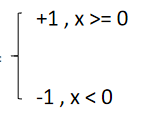 +1 , x >= 0
-1 , x < 0